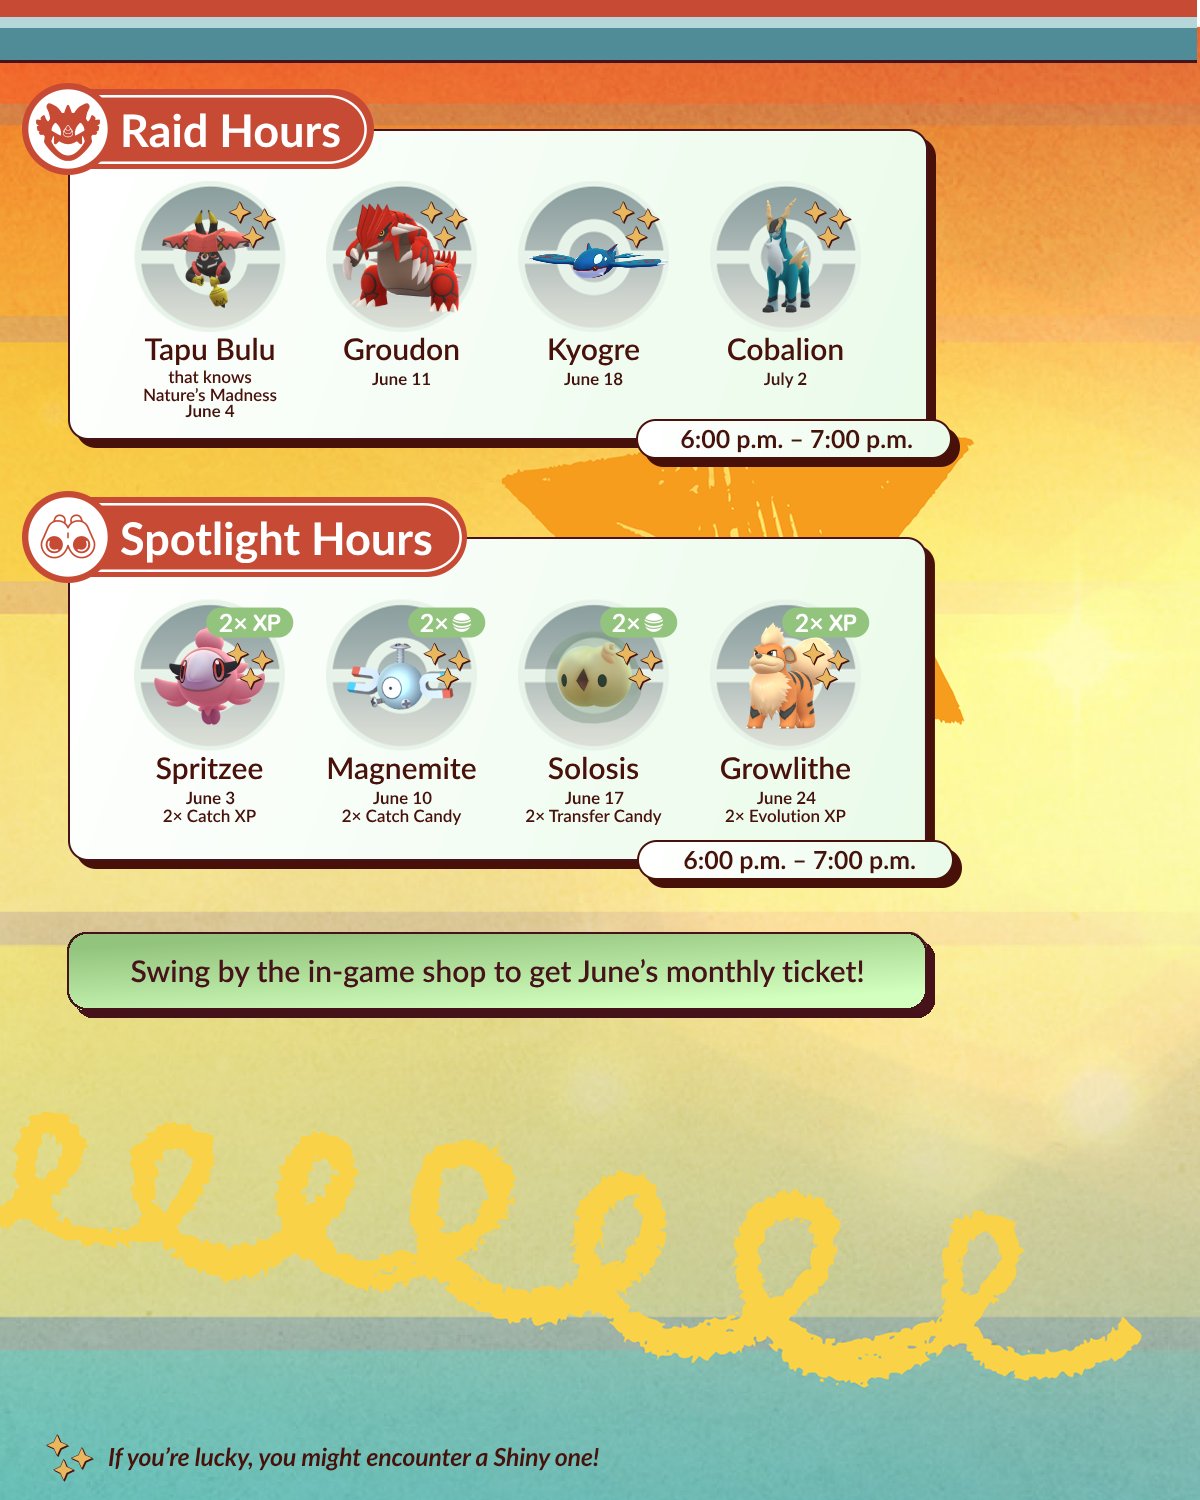 Raid Hours
Tapu Bulu
that knows
Nature's Madness
June 4
Groudon
June 11
Kyogre
June 18
Cobalion
July 2
6:00 p.m. – 7:00 p.m.
Spotlight Hours
2× XP
Spritzee
June 3
2× Catch XP
2×
Magnemite
June 10
2× Catch Candy
2×
Solosis
June 17
2× Transfer Candy
2× XP
Growlithe
June 24
2× Evolution XP
6:00 p.m. – 7:00 p.m.
Swing by the in-game shop to get June's monthly ticket!
If you're lucky, you might encounter a Shiny one!